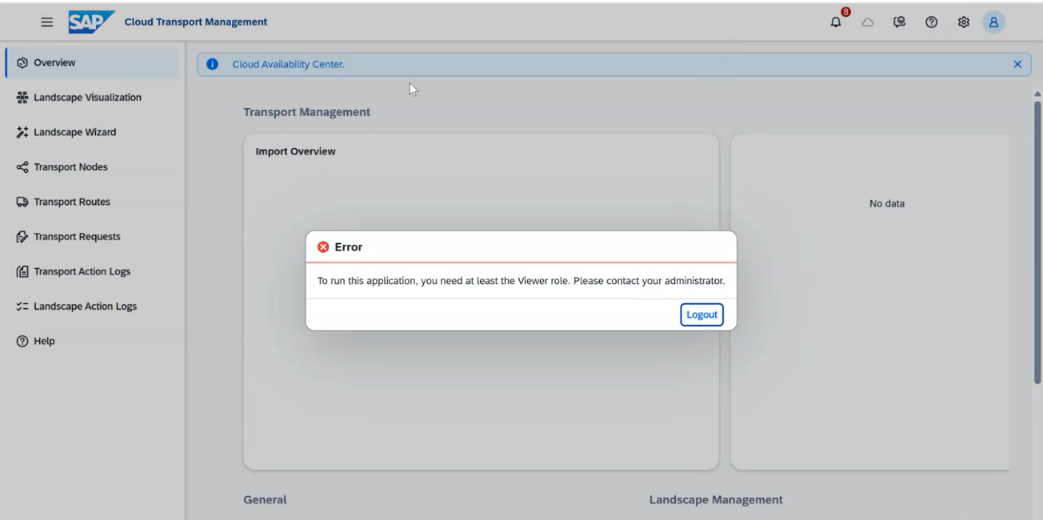 SAP Cloud Transport Management
8
Overview
Landscape Visualization
Landscape Wizard
Transport Nodes
Transport Routes
Transport Requests
Transport Action Logs
Landscape Action Logs
Help
Cloud Availability Center.
Transport Management
Import Overview
No data
Error
To run this application, you need at least the Viewer role. Please contact your administrator.
Logout
General
Landscape Management